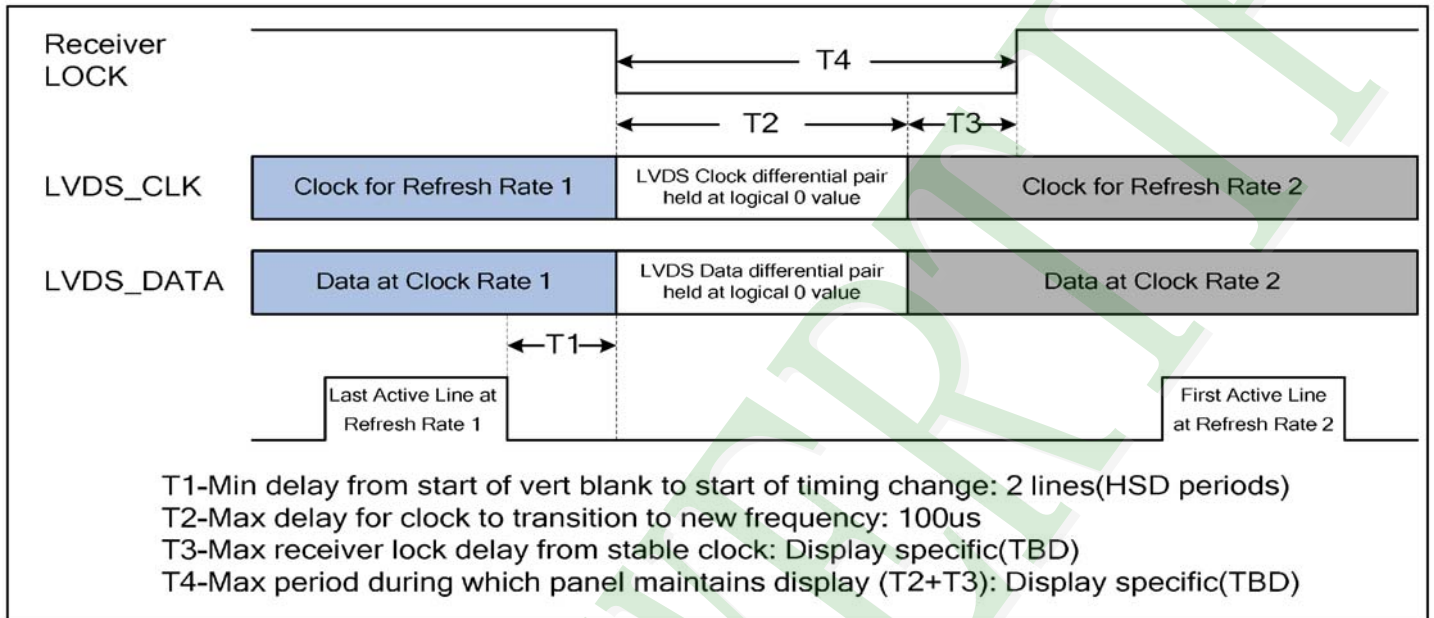 Receiver
LOCK
T4
T2
T3
LVDS_CLK
Clock for Refresh Rate 1
LVDS Clock differential pair
held at logical 0 value
Clock for Refresh Rate 2
LVDS_DATA
Data at Clock Rate 1
LVDS Data differential pair
held at logical 0 value
Data at Clock Rate 2
T1
Last Active Line at
Refresh Rate 1
First Active Line
at Refresh Rate 2
T1-Min delay from start of vert blank to start of timing change: 2 lines(HSD periods)
T2-Max delay for clock to transition to new frequency: 100us
T3-Max receiver lock delay from stable clock: Display specific(TBD)
T4-Max period during which panel maintains display (T2+T3): Display specific(TBD)